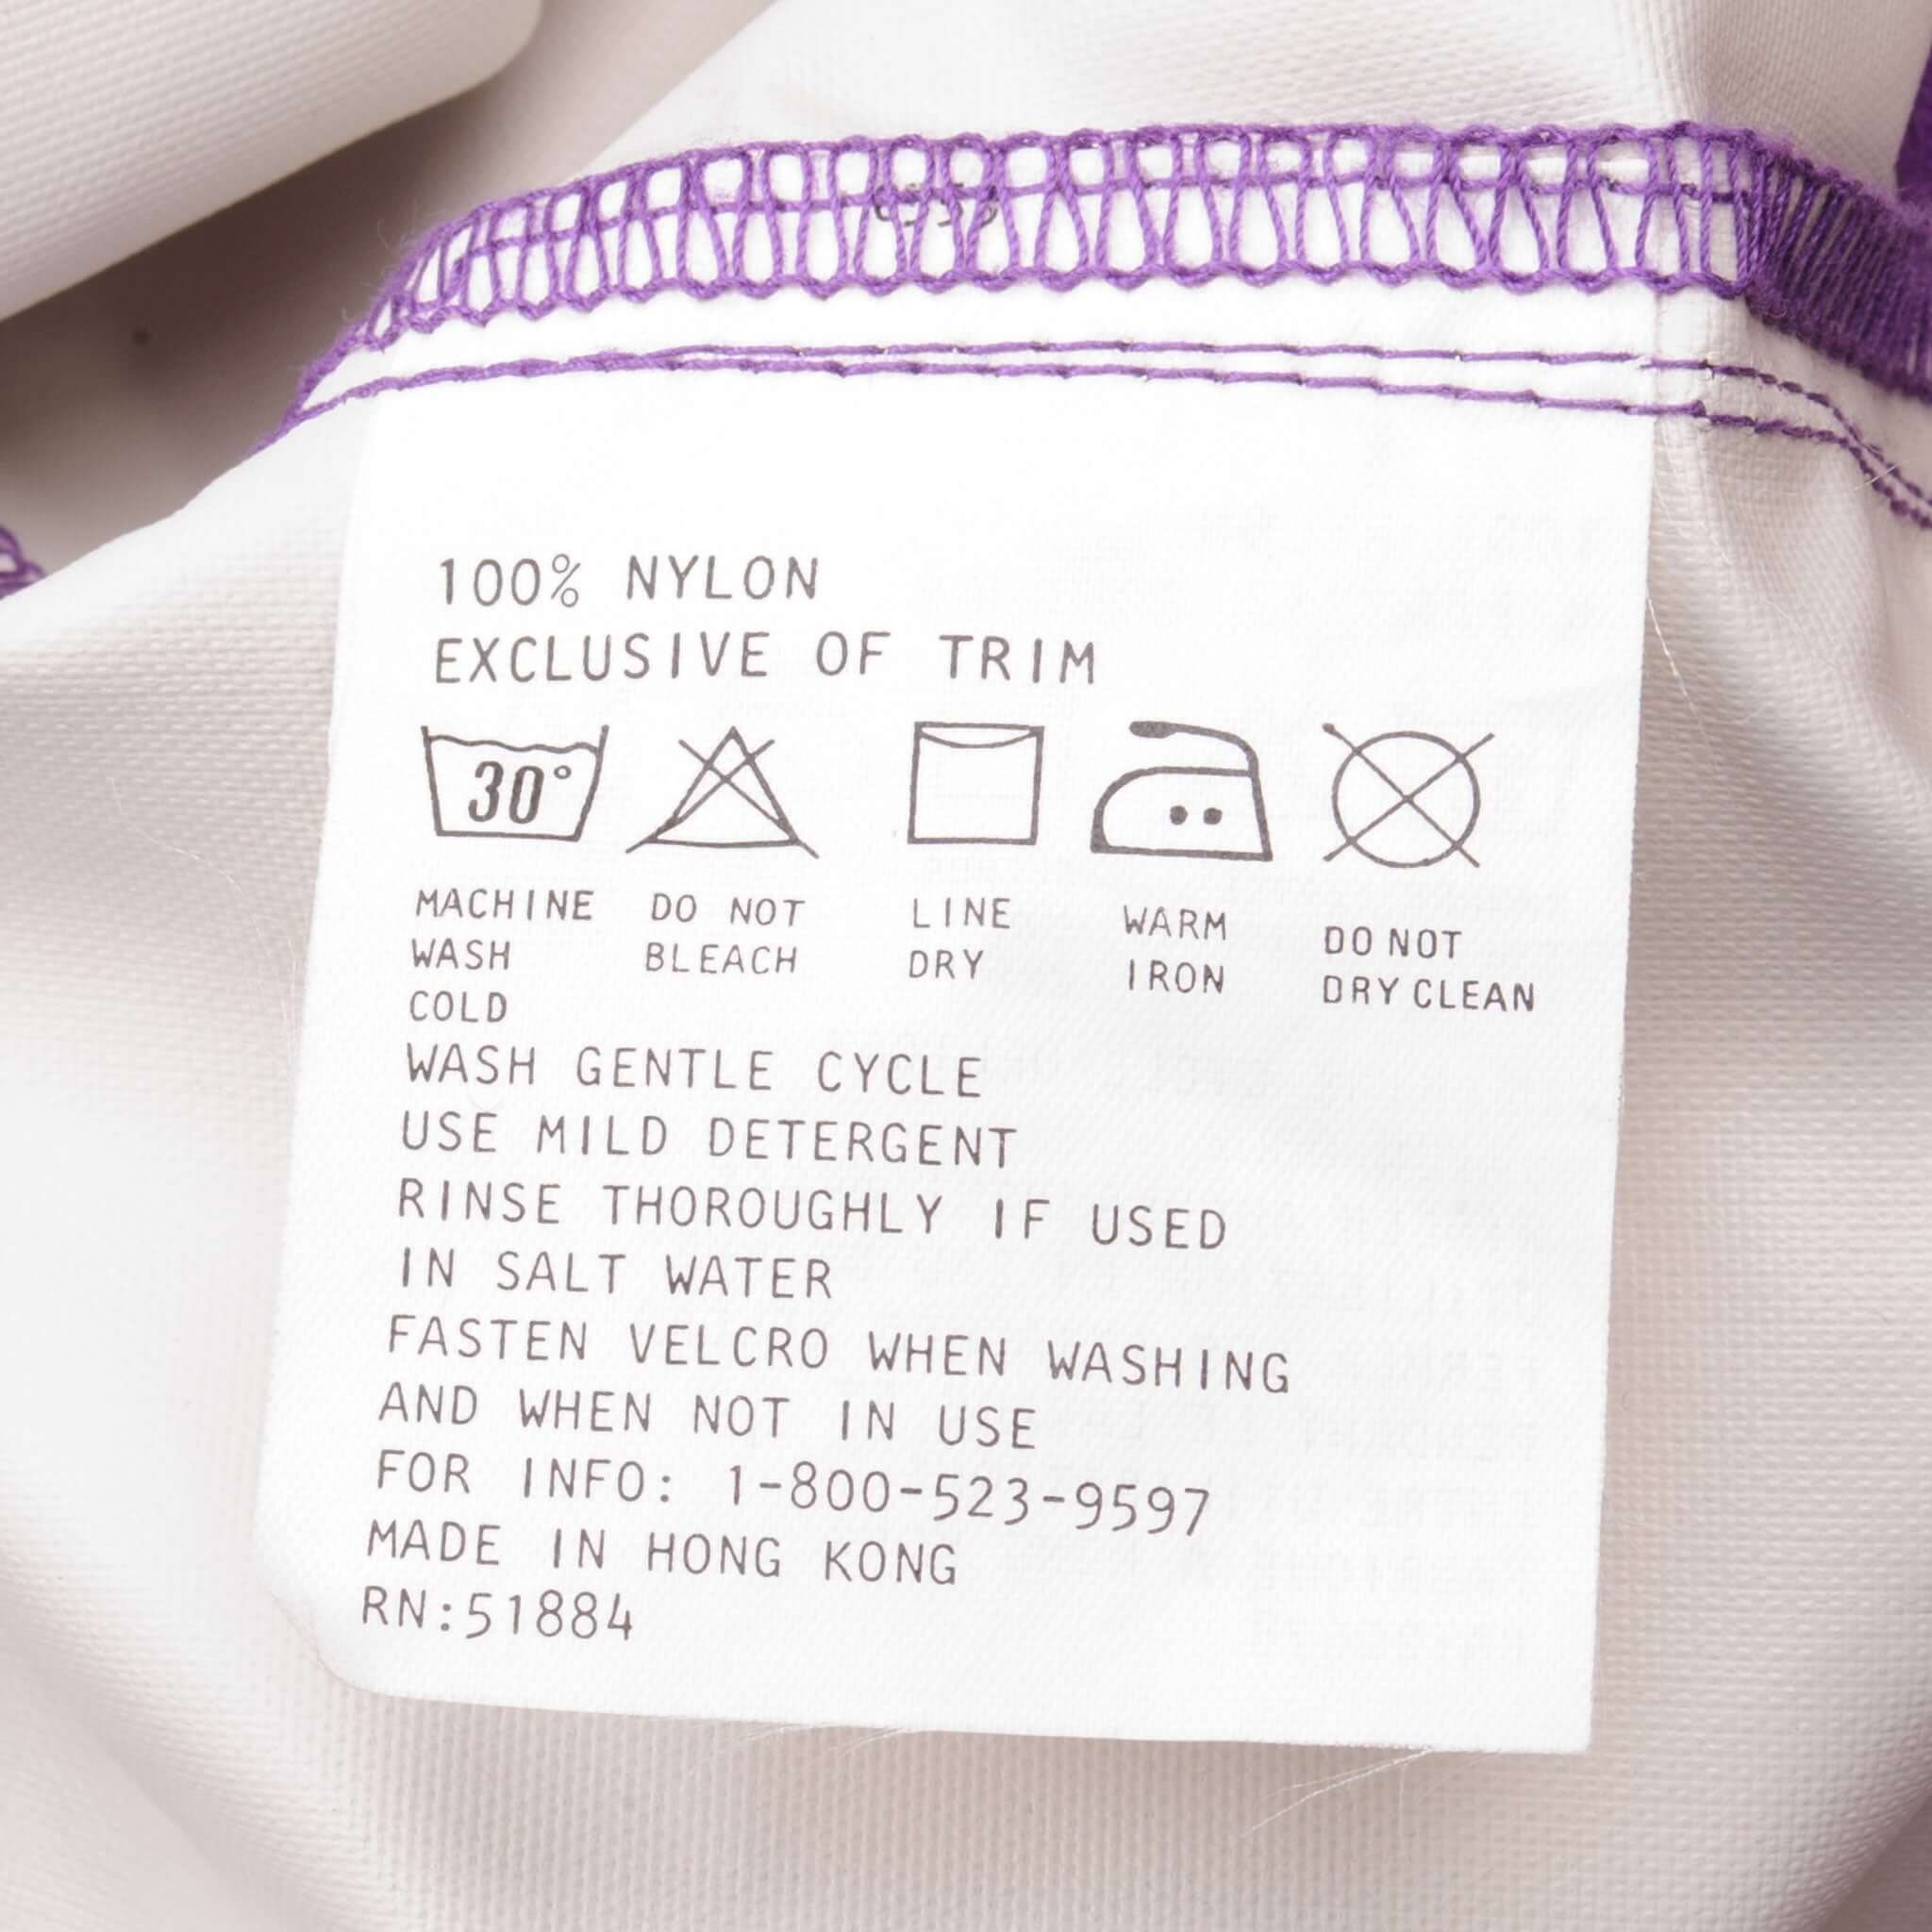 100% NYLON
EXCLUSIVE OF TRIM
30°
MACHINE WASH COLD
DO NOT BLEACH
LINE DRY
WARM IRON
DO NOT DRY CLEAN
WASH GENTLE CYCLE
USE MILD DETERGENT
RINSE THOROUGHLY IF USED
IN SALT WATER
FASTEN VELCRO WHEN WASHING
AND WHEN NOT IN USE
FOR INFO: 1-800-523-9597
MADE IN HONG KONG
RN:51884